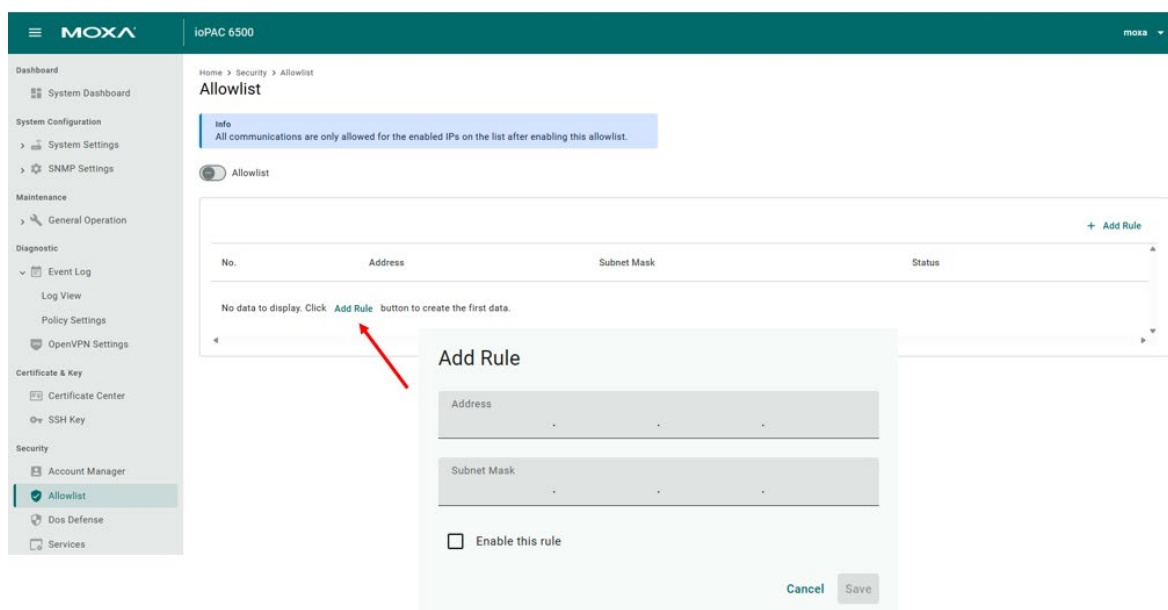 MOXA
ioPAC 6500
moxa
Dashboard
System Dashboard
System Configuration
System Settings
SNMP Settings
Maintenance
General Operation
Diagnostic
Event Log
Log View
Policy Settings
OpenVPN Settings
Certificate & Key
Certificate Center
SSH Key
Security
Account Manager
Allowlist
Dos Defense
Services
Home > Security > Allowlist
Allowlist
Info
All communications are only allowed for the enabled IPs on the list after enabling this allowlist.
Allowlist
+ Add Rule
No. Address Subnet Mask Status
No data to display. Click Add Rule button to create the first data.
Add Rule
Address
. . .
Subnet Mask
. . .
Enable this rule
Cancel Save